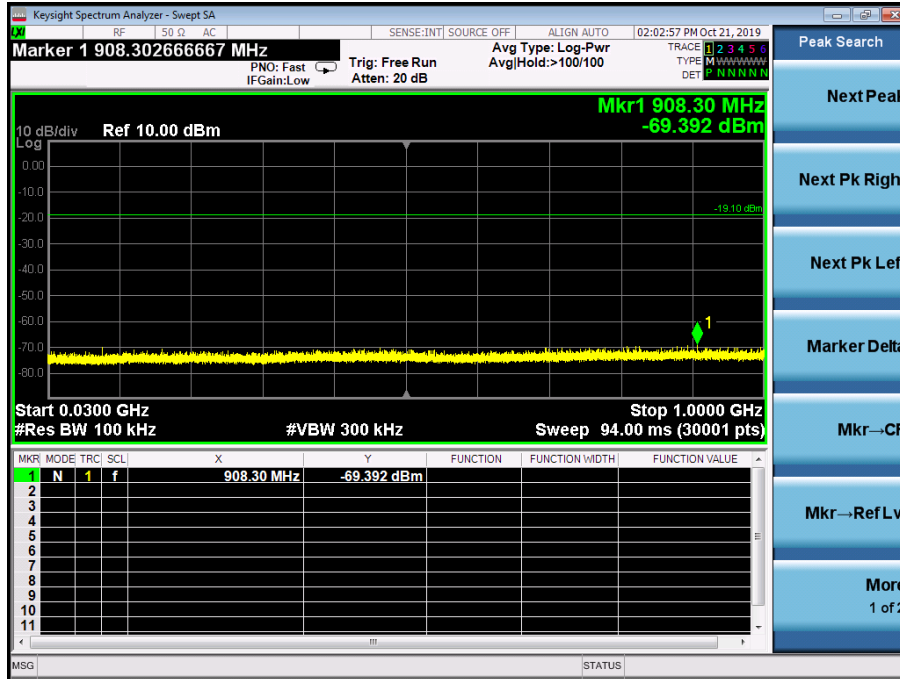 Keysight Spectrum Analyzer - Swept SA
LXI RF 50 Ω AC SENSE:INT SOURCE OFF ALIGN AUTO 02:02:57 PM Oct 21, 2019
Marker 1 908.302666667 MHz
PNO: Fast
IFGain:Low
Trig: Free Run
Atten: 20 dB
Avg Type: Log-Pwr
Avg|Hold:>100/100
TRACE 1 2 3 4 5 6
TYPE M WWWWW
DET P N N N N N
Mkr1 908.30 MHz
-69.392 dBm
10 dB/div Ref 10.00 dBm
Log
0.00
-10.0
-19.10 dBm
-20.0
-30.0
-40.0
-50.0
-60.0
1
-70.0
-80.0
Start 0.0300 GHz Stop 1.0000 GHz
#Res BW 100 kHz #VBW 300 kHz Sweep 94.00 ms (30001 pts)
MKR MODE TRC SCL X Y FUNCTION FUNCTION WIDTH FUNCTION VALUE
1 N 1 f 908.30 MHz -69.392 dBm
2
3
4
5
6
7
8
9
10
11
MSG STATUS
Peak Search
Next Peak
Next Pk Righ
Next Pk Lef
Marker Delta
Mkr→CF
Mkr→Ref Lv
More
1 of 2